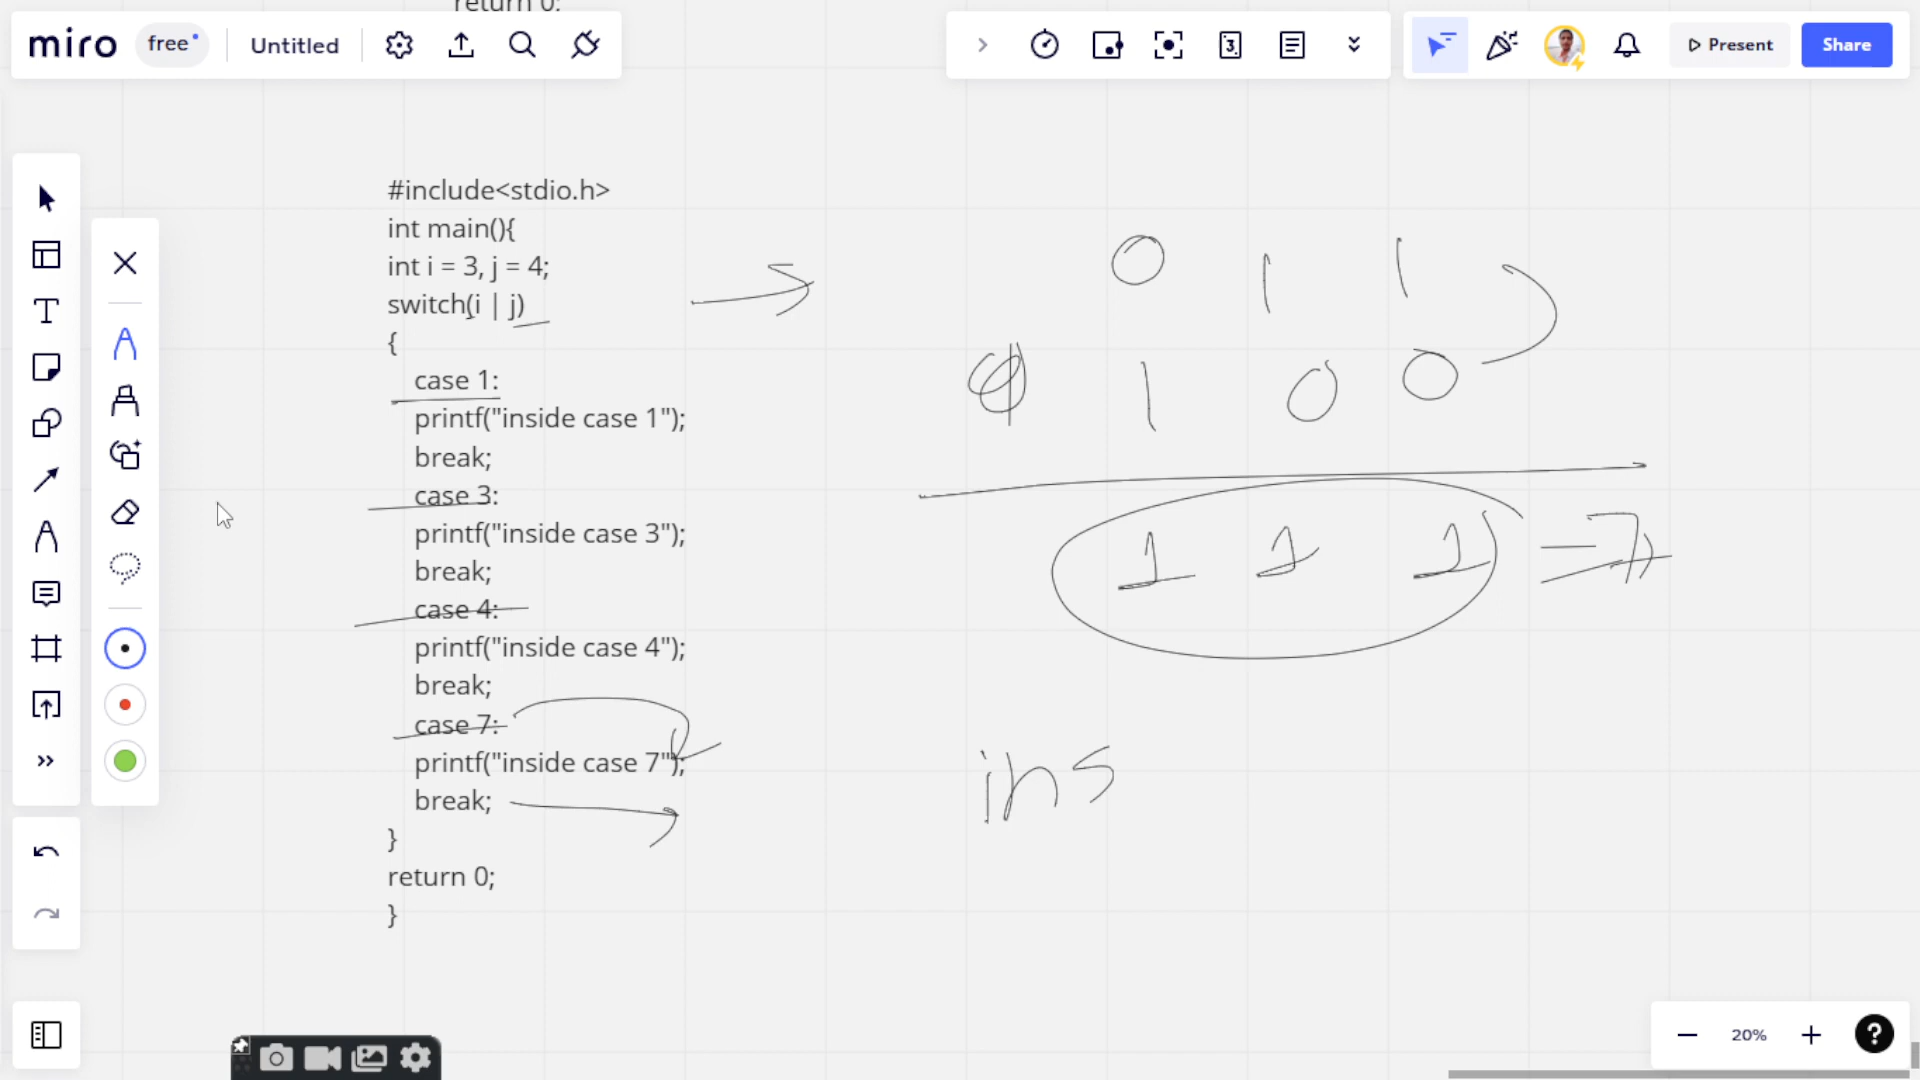 return 0;
miro free Untitled
3 Present Share
#include<stdio.h>
int main(){
int i = 3, j = 4;
switch(i | j)
{
case 1:
printf("inside case 1");
break;
case 3:
printf("inside case 3");
break;
case 4:
printf("inside case 4");
break;
case 7:
printf("inside case 7");
break;
}
return 0;
}
0 1 1
1 0 0
1 1 1 = 7
ins
20%
?